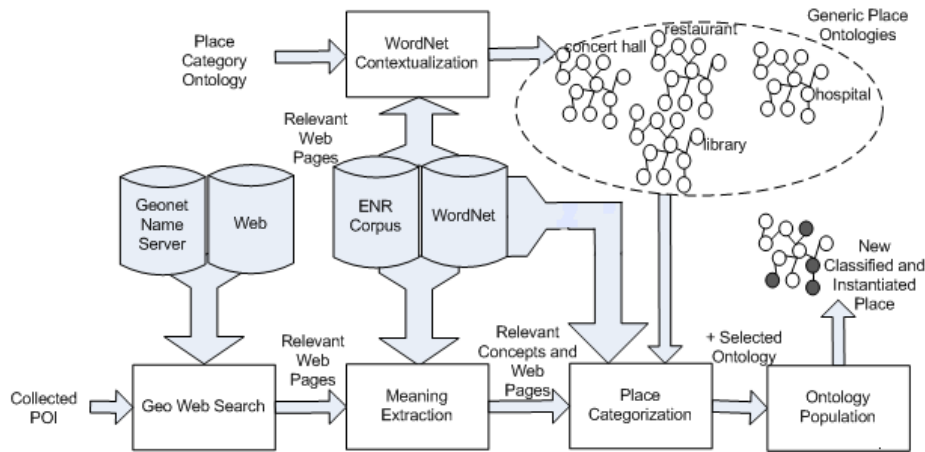 Place
Category
Ontology
WordNet
Contextualization
concert hall
restaurant
hospital
library
Generic Place
Ontologies
Relevant
Web
Pages
Geonet
Name
Server
Web
ENR
Corpus
WordNet
New
Classified and
Instantiated
Place
Collected
POI
Geo Web Search
Relevant
Web
Pages
Meaning
Extraction
Relevant
Concepts and
Web
Pages
Place
Categorization
+ Selected
Ontology
Ontology
Population